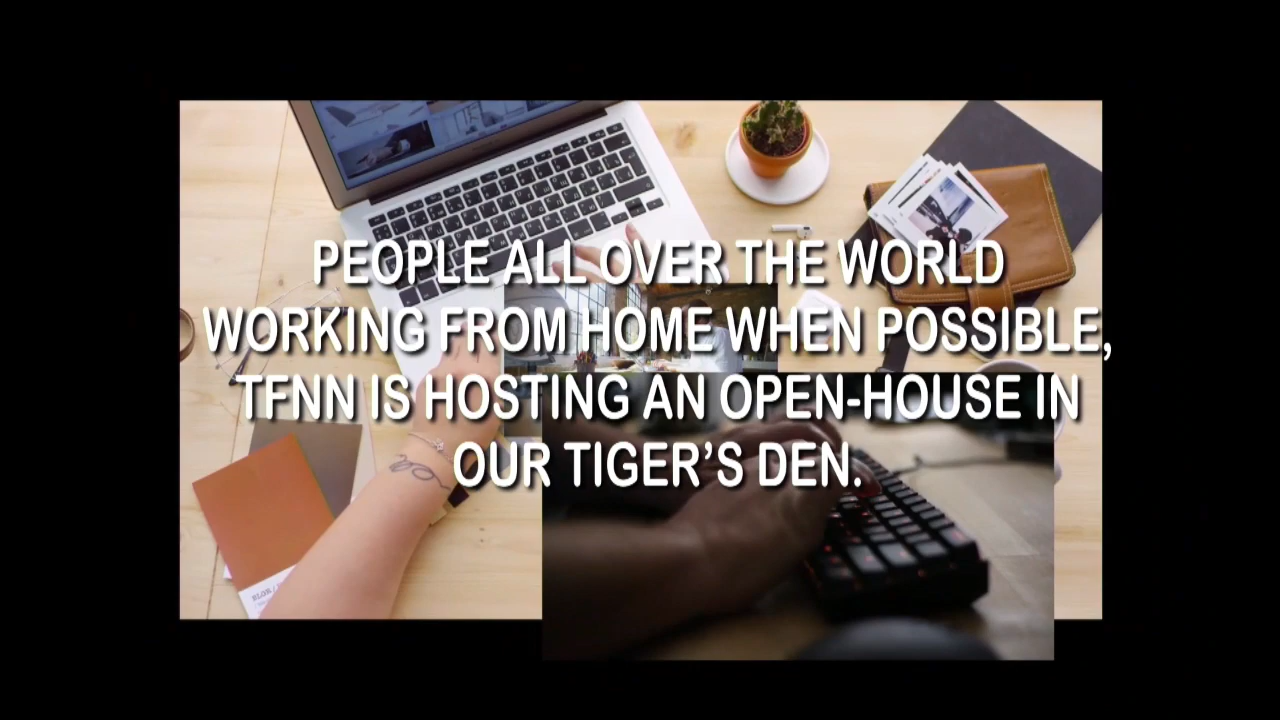 PEOPLE ALL OVER THE WORLD
WORKING FROM HOME WHEN POSSIBLE,
TFNN IS HOSTING AN OPEN-HOUSE IN
OUR TIGER’S DEN.